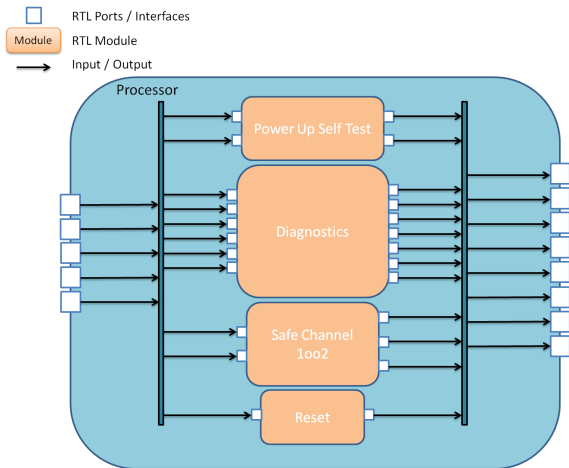 RTL Ports / Interfaces
Module
RTL Module
Input / Output
Processor
Power Up Self Test
Diagnostics
Safe Channel
1oo2
Reset